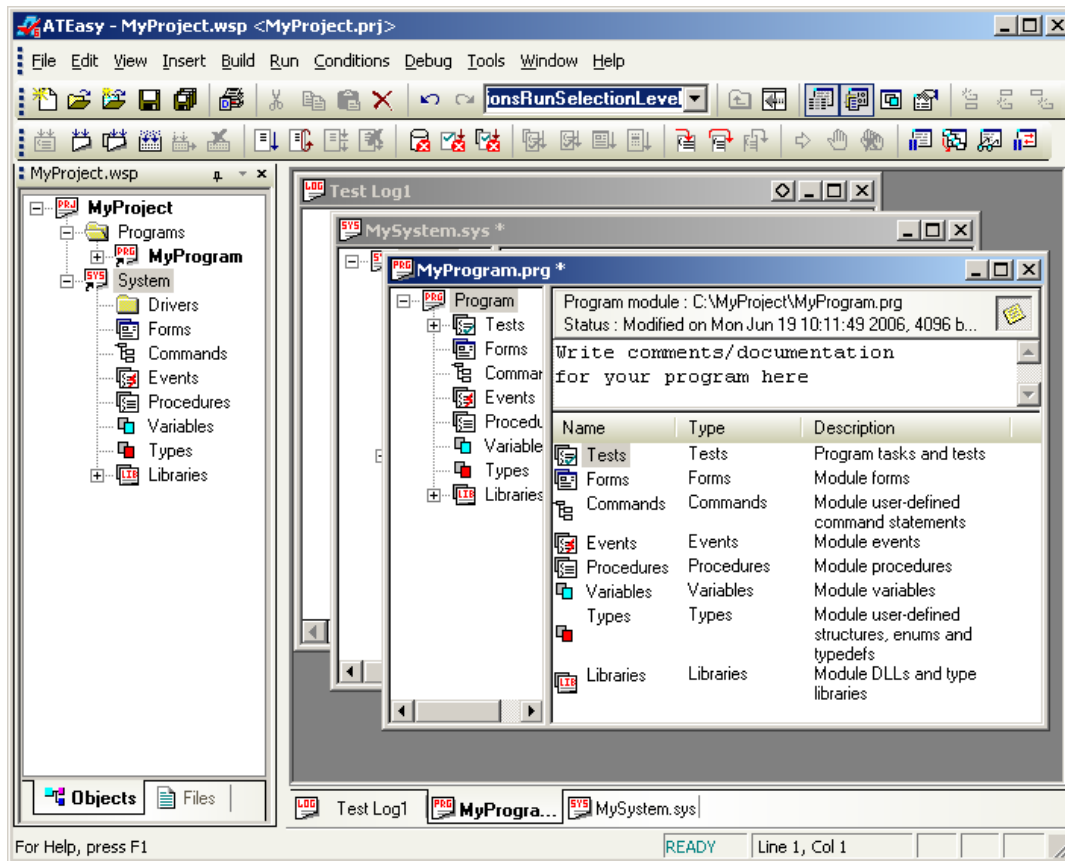 ATEasy - MyProject.wsp <MyProject.prj>
File Edit View Insert Build Run Conditions Debug Tools Window Help
ionsRunSelectionLevel
MyProject.wsp
MyProject
Programs
MyProgram
System
Drivers
Forms
Commands
Events
Procedures
Variables
Types
Libraries
Objects Files
LOG Test Log1
SYS MySystem.sys *
PRG MyProgram.prg *
Program
Tests
Forms
Commar
Events
Procedu
Variable
Types
Libraries
Program module : C:\MyProject\MyProgram.prg
Status : Modified on Mon Jun 19 10:11:49 2006, 4096 b...
Write comments/documentation
for your program here
Name Type Description
Tests Tests Program tasks and tests
Forms Forms Module forms
Commands Commands Module user-defined
command statements
Events Events Module events
Procedures Procedures Module procedures
Variables Variables Module variables
Types Types Module user-defined
structures, enums and
typedefs
Libraries Libraries Module DLLs and type
libraries
LOG Test Log1 PRG MyProgra... SYS MySystem.sys
For Help, press F1 READY Line 1, Col 1